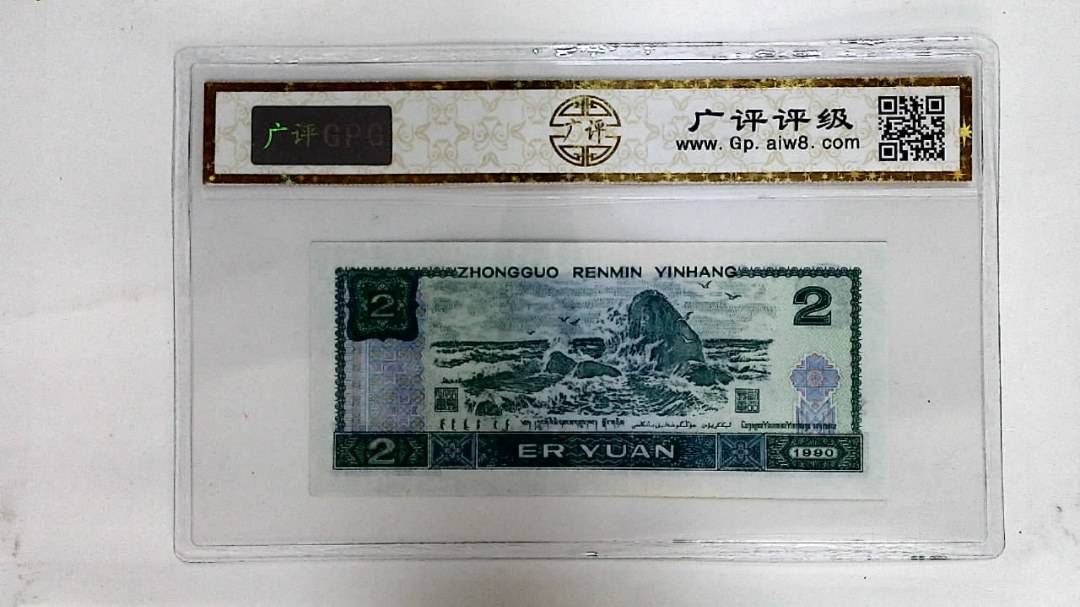 广评GPG
广评
广评评级
www. Gp. aiw8. com
ZHONGGUO RENMIN YINHANG
2
2
2
ER YUAN
1990